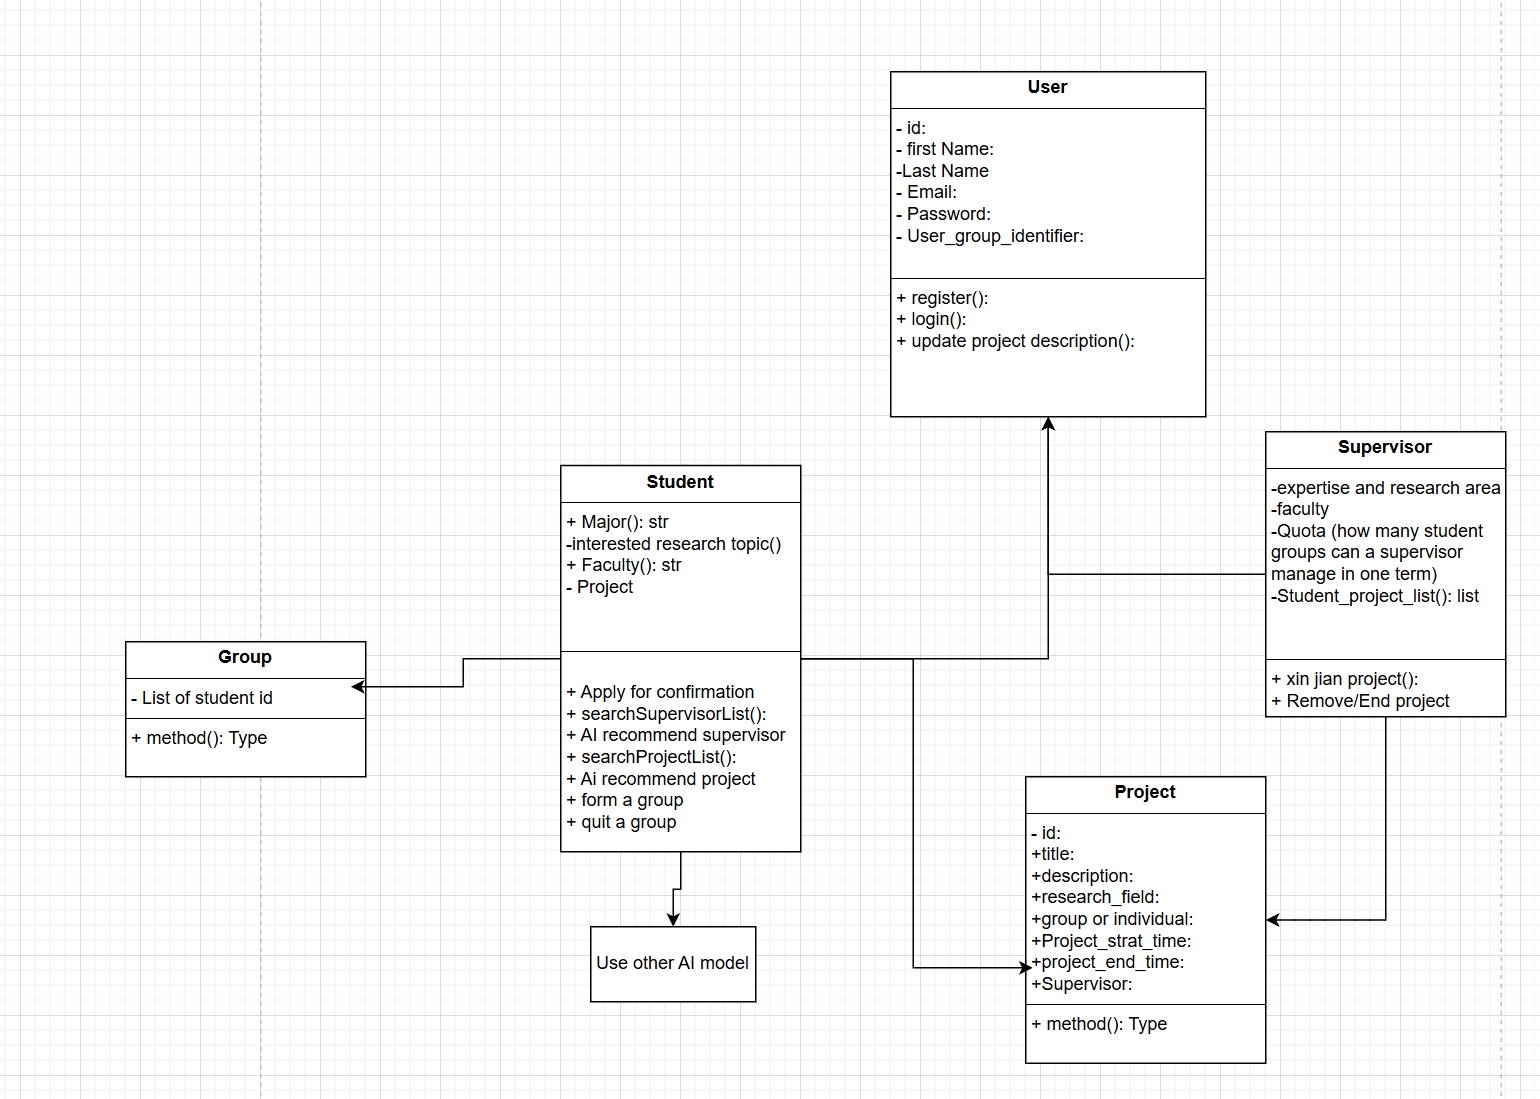 User
- id:
- first Name:
-Last Name
- Email:
- Password:
- User_group_identifier:
+ register():
+ login():
+ update project description():
Supervisor
-expertise and research area
-faculty
-Quota (how many student
groups can a supervisor
manage in one term)
-Student_project_list(): list
+ xin jian project():
+ Remove/End project
Student
+ Major(): str
-interested research topic()
+ Faculty(): str
- Project
+ Apply for confirmation
+ searchSupervisorList():
+ AI recommend supervisor
+ searchProjectList():
+ Ai recommend project
+ form a group
+ quit a group
Group
- List of student id
+ method(): Type
Project
- id:
+title:
+description:
+research_field:
+group or individual:
+Project_strat_time:
+project_end_time:
+Supervisor:
+ method(): Type
Use other AI model